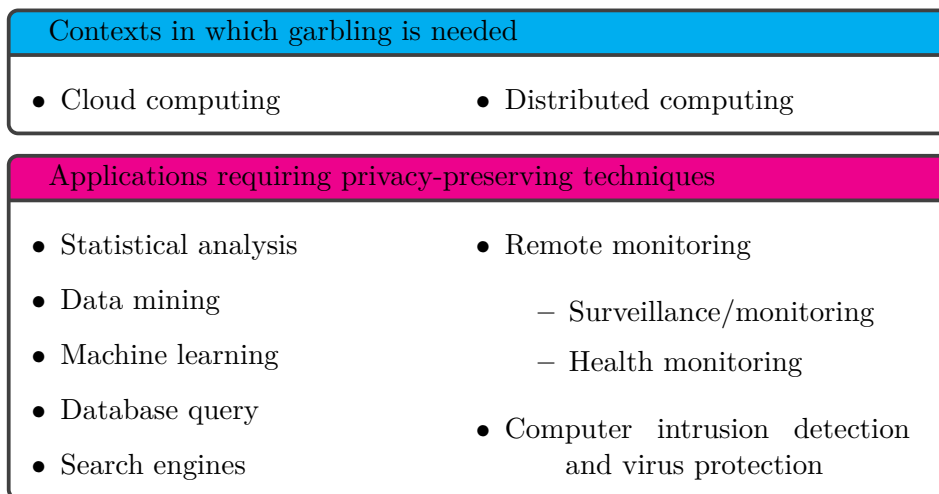 Contexts in which garbling is needed
• Cloud computing
• Distributed computing
Applications requiring privacy-preserving techniques
• Statistical analysis
• Data mining
• Machine learning
• Database query
• Search engines
• Remote monitoring
– Surveillance/monitoring
– Health monitoring
• Computer intrusion detection
and virus protection